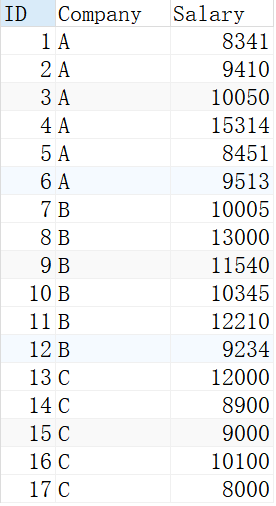 ID Company Salary
1 A 8341
2 A 9410
3 A 10050
4 A 15314
5 A 8451
6 A 9513
7 B 10005
8 B 13000
9 B 11540
10 B 10345
11 B 12210
12 B 9234
13 C 12000
14 C 8900
15 C 9000
16 C 10100
17 C 8000